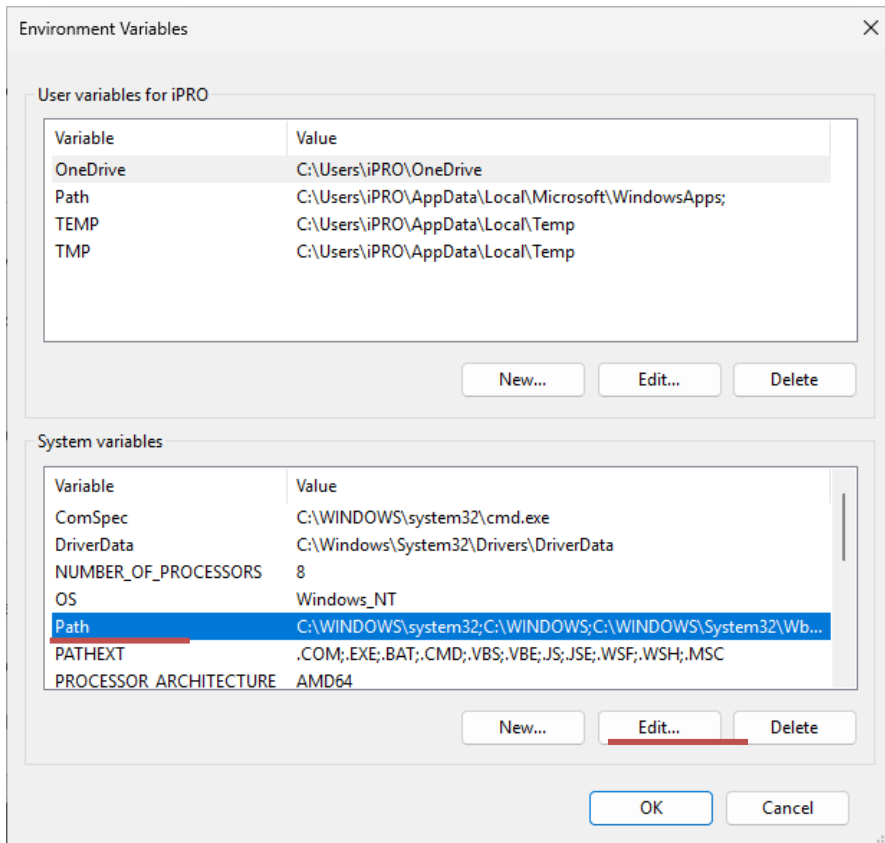 Environment Variables
User variables for iPRO
Variable Value
OneDrive C:\Users\iPRO\OneDrive
Path C:\Users\iPRO\AppData\Local\Microsoft\WindowsApps;
TEMP C:\Users\iPRO\AppData\Local\Temp
TMP C:\Users\iPRO\AppData\Local\Temp
New... Edit... Delete
System variables
Variable Value
ComSpec C:\WINDOWS\system32\cmd.exe
DriverData C:\Windows\System32\Drivers\DriverData
NUMBER_OF_PROCESSORS 8
OS Windows_NT
Path C:\WINDOWS\system32;C:\WINDOWS;C:\WINDOWS\System32\Wb...
PATHEXT .COM;.EXE;.BAT;.CMD;.VBS;.VBE;.JS;.JSE;.WSF;.WSH;.MSC
PROCESSOR_ARCHITECTURE AMD64
New... Edit... Delete
OK Cancel